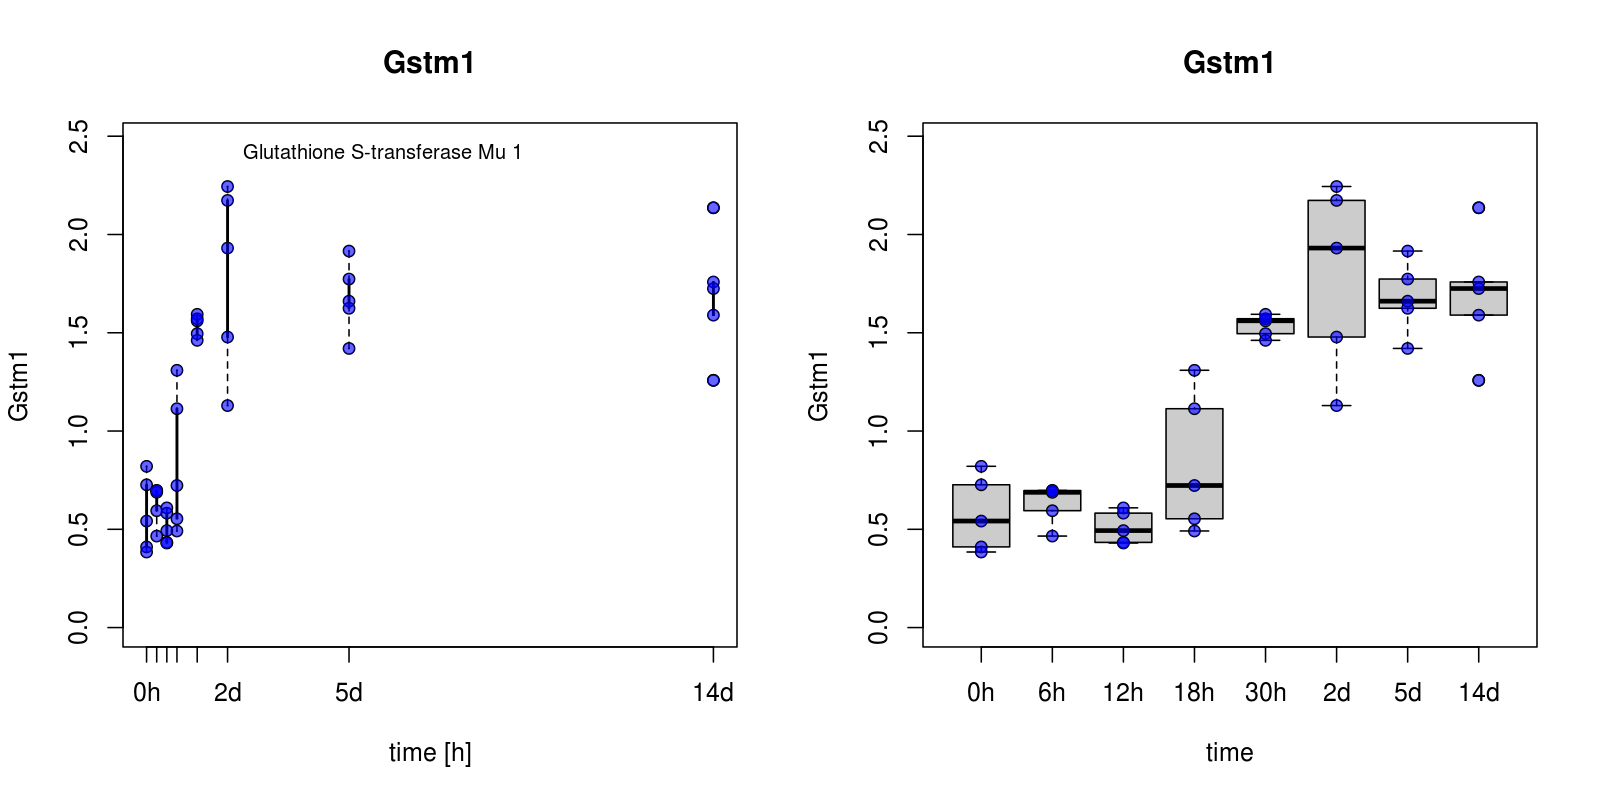 Gstm1
Glutathione S-transferase Mu 1
Gstm1
2.5
2.0
1.5
1.0
0.5
0.0
0h 2d 5d 14d
time [h]
Gstm1
Gstm1
2.5
2.0
1.5
1.0
0.5
0.0
0h 6h 12h 18h 30h 2d 5d 14d
time